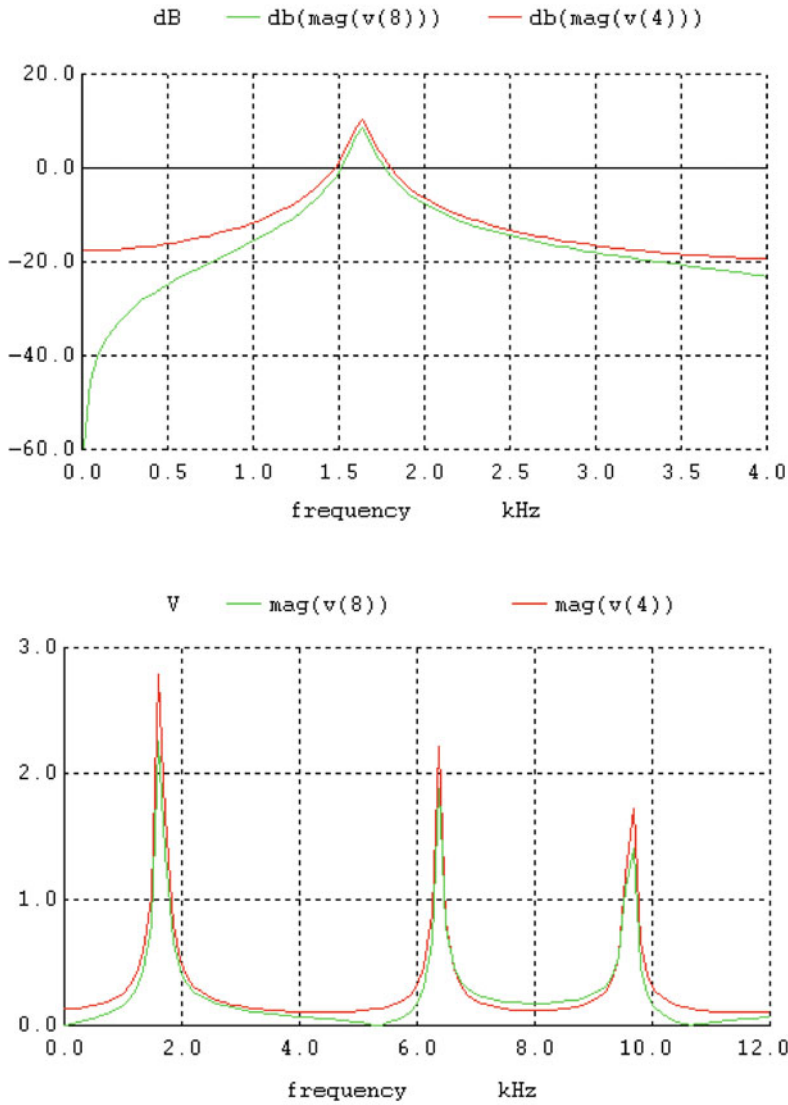 dB db(mag(v(8))) db(mag(v(4)))
20.0
0.0
-20.0
-40.0
-60.0
0.0 0.5 1.0 1.5 2.0 2.5 3.0 3.5 4.0
frequency kHz
V mag(v(8)) mag(v(4))
3.0
2.0
1.0
0.0
0.0 2.0 4.0 6.0 8.0 10.0 12.0
frequency kHz